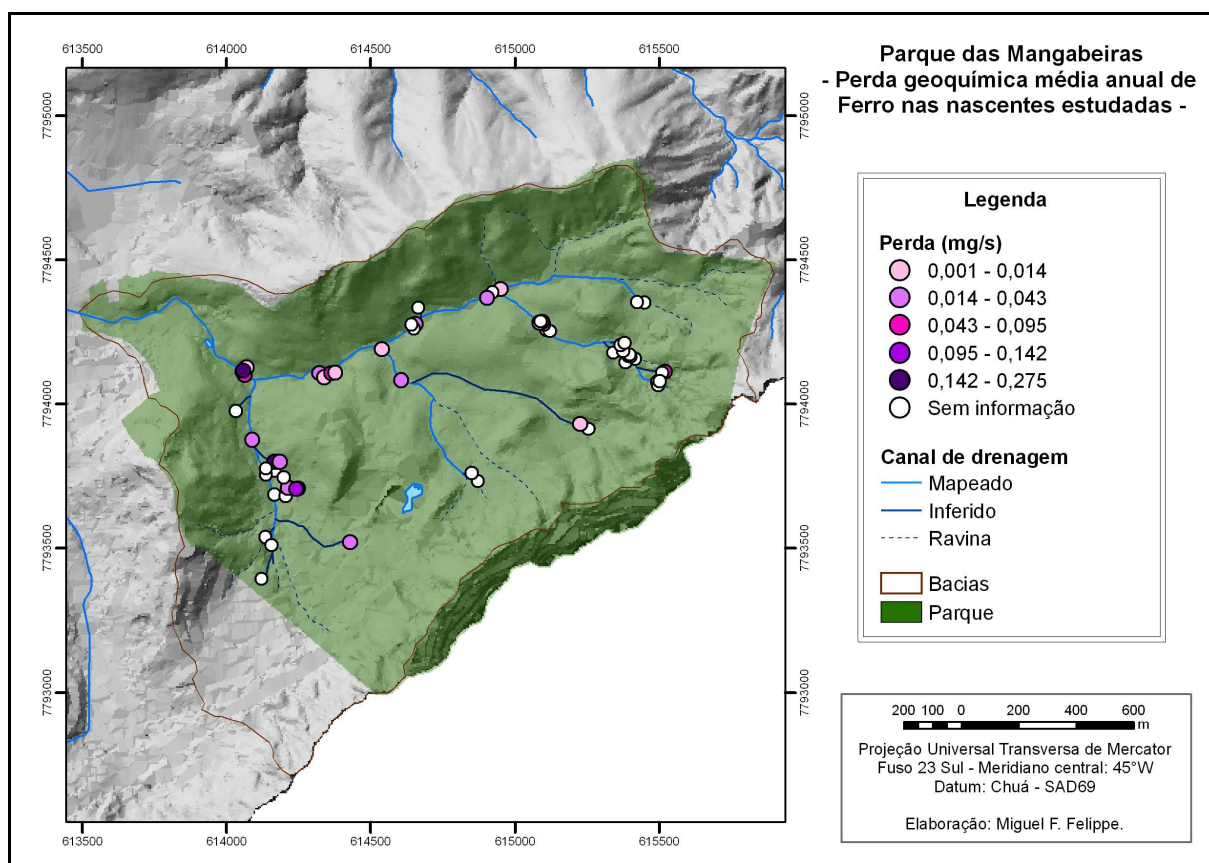 Parque das Mangabeiras
- Perda geoquímica média anual de
Ferro nas nascentes estudadas -
613500 614000 614500 615000 615500
7795000 7795000
7794500 7794500
7794000 7794000
7793500 7793500
7793000 7793000
613500 614000 614500 615000 615500
Legenda
Perda (mg/s)
0,001 - 0,014
0,014 - 0,043
0,043 - 0,095
0,095 - 0,142
0,142 - 0,275
Sem informação
Canal de drenagem
Mapeado
Inferido
Ravina
Bacias
Parque
200 100 0 200 400 600
m
Projeção Universal Transversa de Mercator
Fuso 23 Sul - Meridiano central: 45°W
Datum: Chuá - SAD69
Elaboração: Miguel F. Felippe.